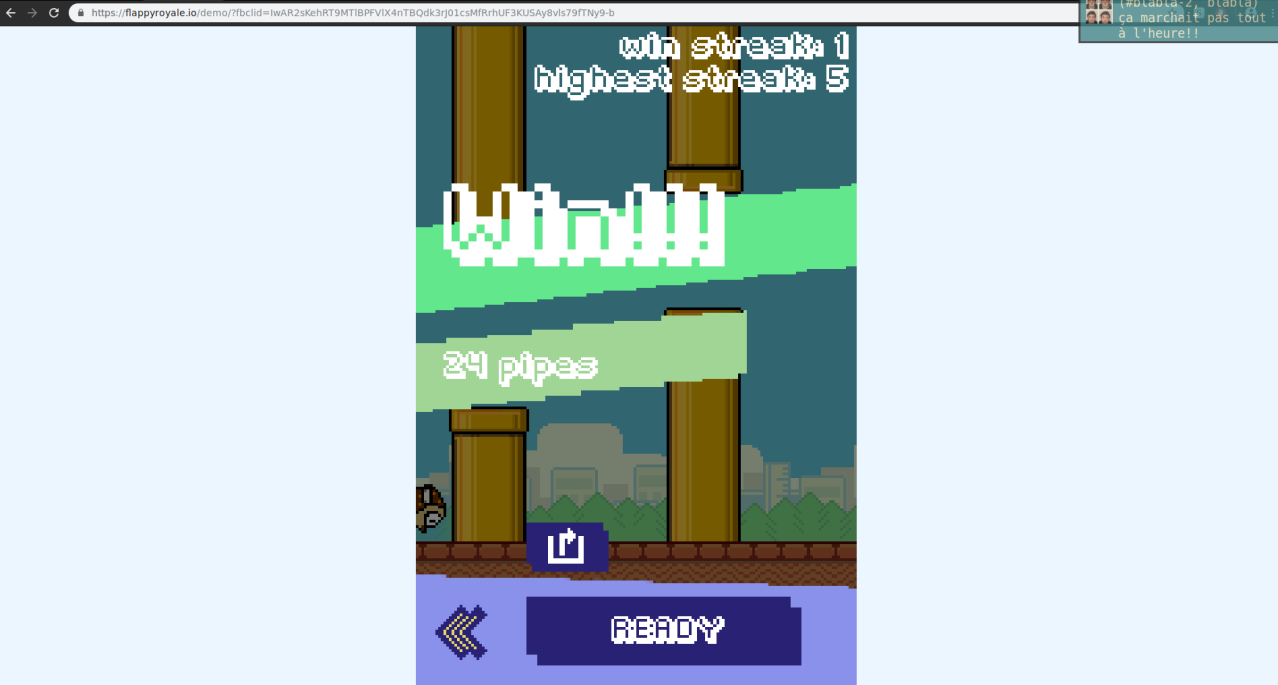 https://flappyroyale.io/demo/?fbclid=IwAR2sKehRT9MTlBPFVlX4nTBQdk3rJ01csMfRrhUF3KUSAy8vls79fTNy9-b
(#blabla-2, blabla)
ça marchait pas tout
à l'heure!!
win streak: 1
highest streak: 5
Win!!!
24 pipes
READY